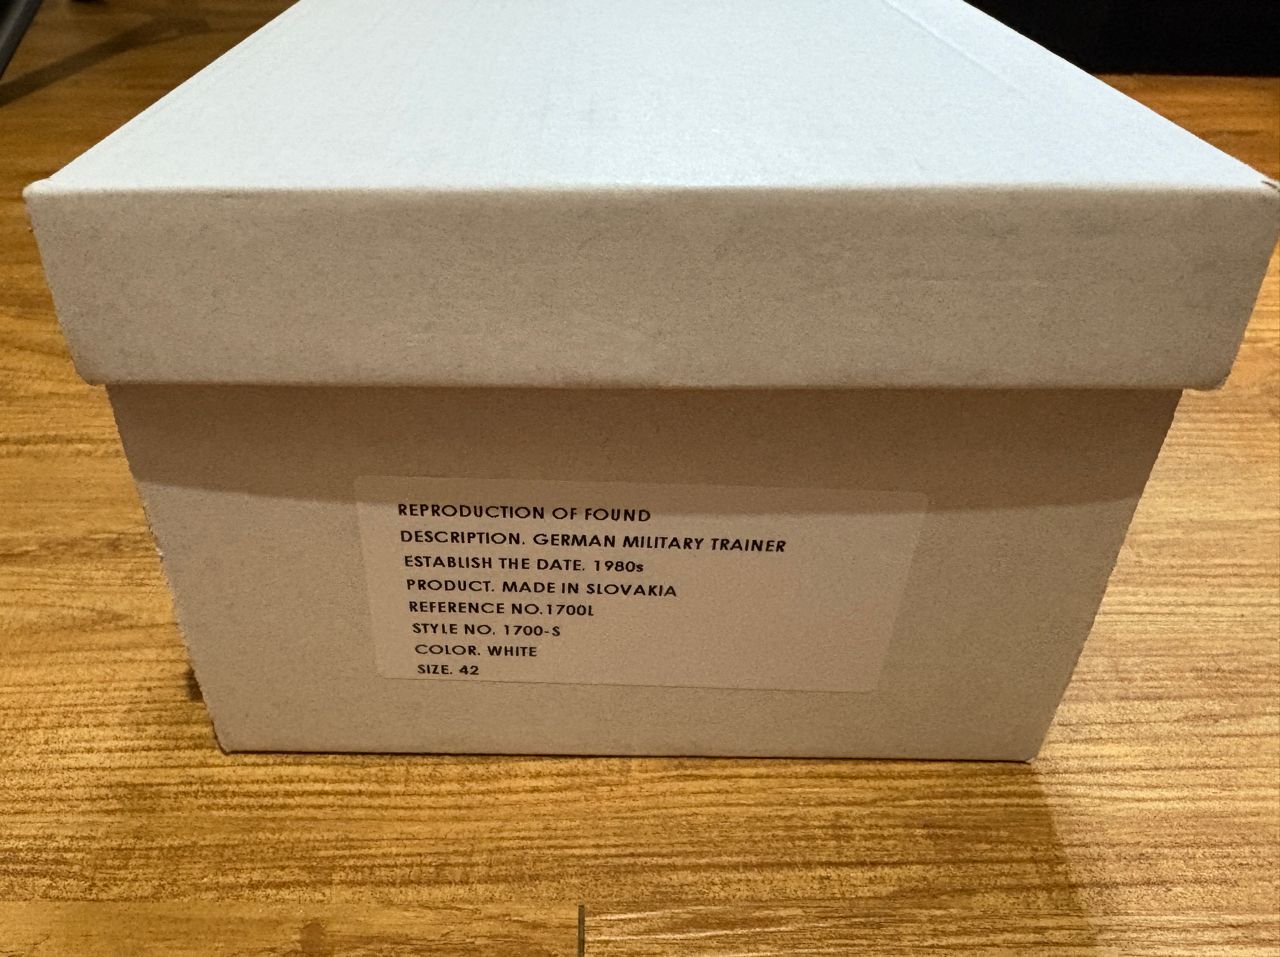 REPRODUCTION OF FOUND
DESCRIPTION. GERMAN MILITARY TRAINER
ESTABLISH THE DATE. 1980s
PRODUCT. MADE IN SLOVAKIA
REFERENCE NO.1700L
STYLE NO. 1700-S
COLOR. WHITE
SIZE. 42